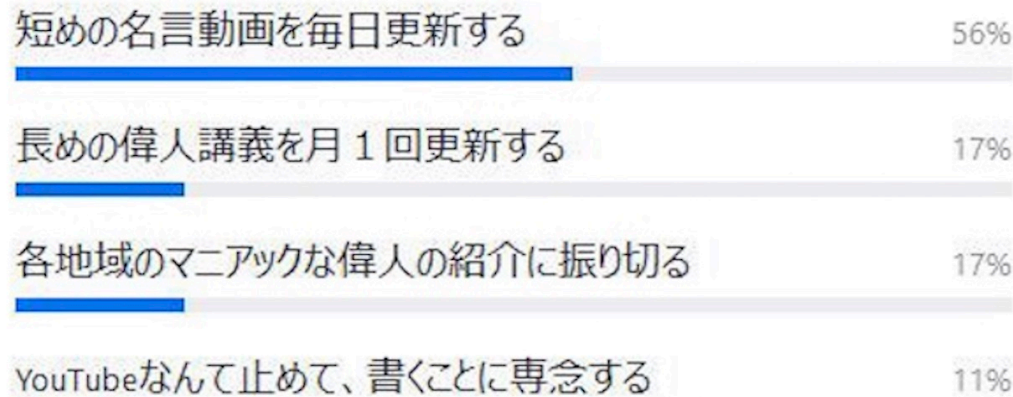 短めの名言動画を毎日更新する 56%
長めの偉人講義を月１回更新する 17%
各地域のマニアックな偉人の紹介に振り切る 17%
YouTubeなんて止めて、書くことに専念する 11%